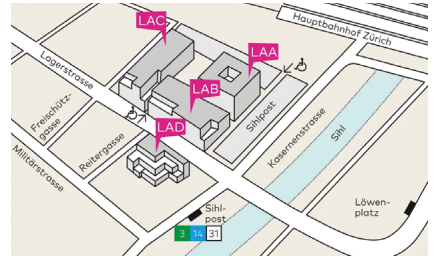 LAC
Hauptbahnhof Zürich
LAA
Lagerstrasse
LAB
Sihlpost
Freischütz-
gasse
LAD
Kasernenstrasse
Sihl
Reitergasse
Militärstrasse
Sihl-
post
Löwen-
platz
3 14 31